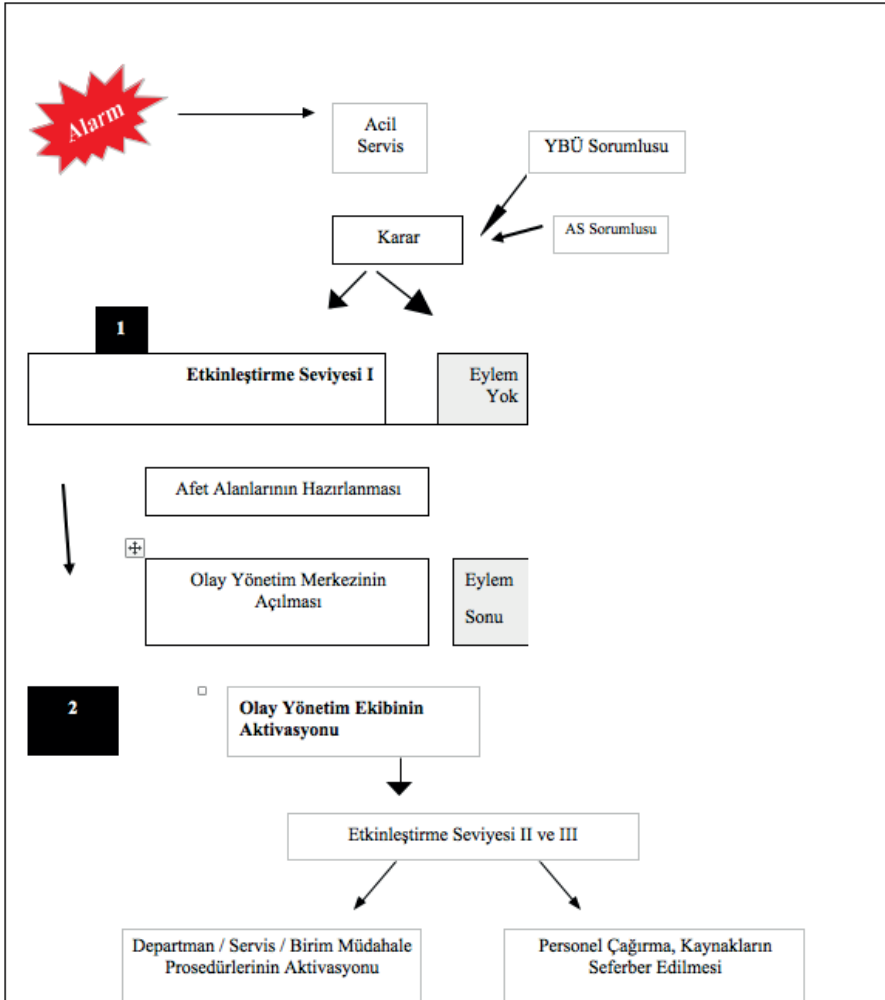 Alarm
Acil
Servis
YBÜ Sorumlusu
Karar
AS Sorumlusu
1
Etkinleştirme Seviyesi I
Eylem
Yok
Afet Alanlarının Hazırlanması
Olay Yönetim Merkezinin
Açılması
Eylem
Sonu
2
Olay Yönetim Ekibinin
Aktivasyonu
Etkinleştirme Seviyesi II ve III
Departman / Servis / Birim Müdahale
Prosedürlerinin Aktivasyonu
Personel Çağırma, Kaynakların
Seferber Edilmesi